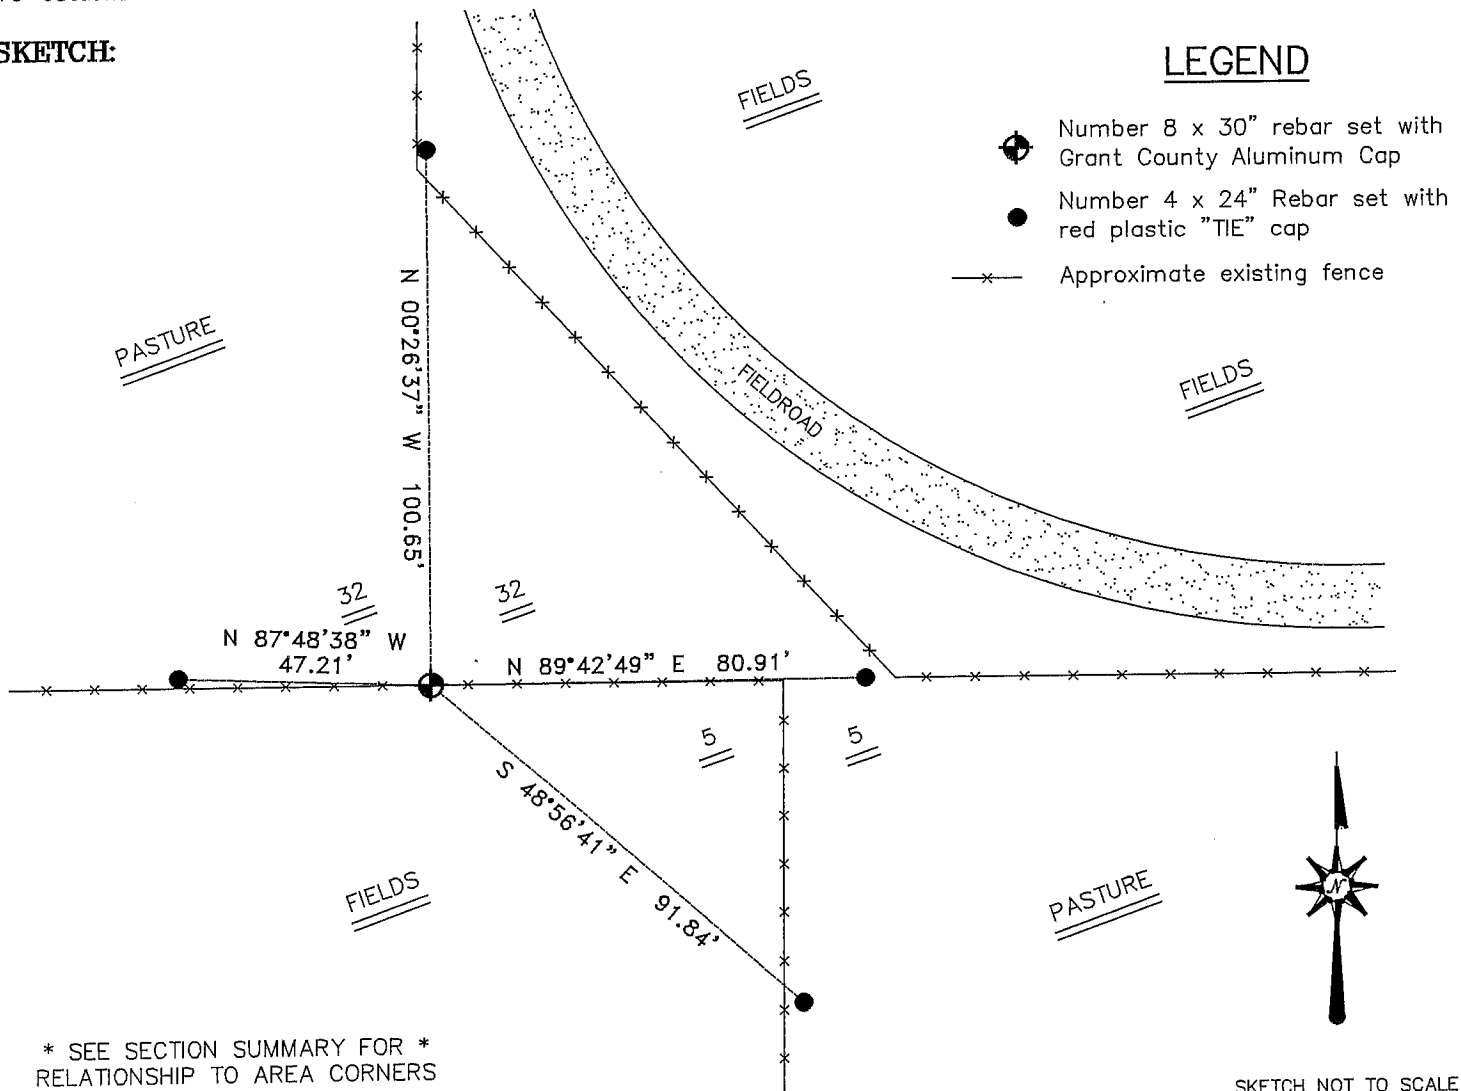 SKETCH:
LEGEND
Number 8 x 30" rebar set with
Grant County Aluminum Cap
Number 4 x 24" Rebar set with
red plastic "TIE" cap
Approximate existing fence
FIELDS
PASTURE
FIELDROAD
FIELDS
N 00°26'37" W 100.65'
32
32
N 87°48'38" W
47.21'
N 89°42'49" E 80.91'
5
5
S 48°56'41" E 91.84'
FIELDS
PASTURE
N
* SEE SECTION SUMMARY FOR *
RELATIONSHIP TO AREA CORNERS
SKETCH NOT TO SCALE